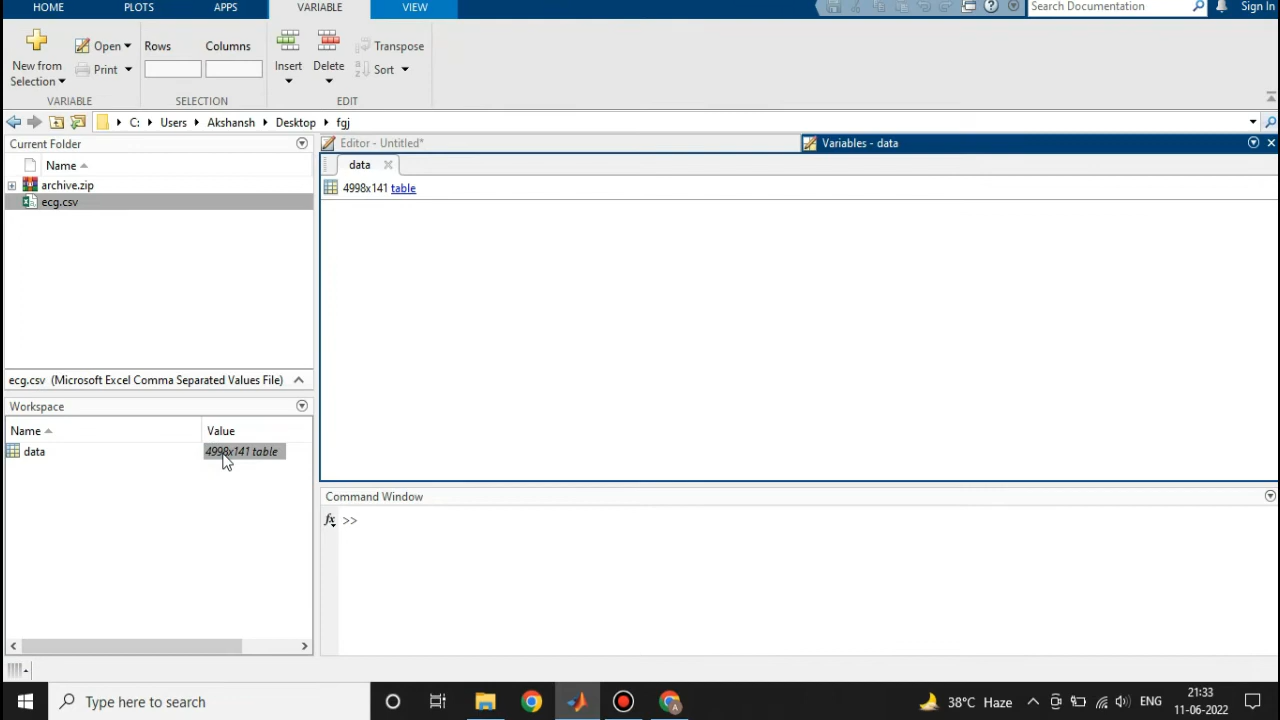 HOME PLOTS APPS VARIABLE VIEW Search Documentation Sign In
New from Selection
Open
Print
VARIABLE
Rows Columns
SELECTION
Insert
Delete
Transpose
Sort
EDIT
C: Users Akshansh Desktop fgj
Current Folder
Name
archive.zip
ecg.csv
ecg.csv (Microsoft Excel Comma Separated Values File)
Workspace
Name Value
data 4998x141 table
Editor - Untitled*
Variables - data
data
4998x141 table
Command Window
fx >>
Type here to search
38°C Haze
ENG
21:33
11-06-2022